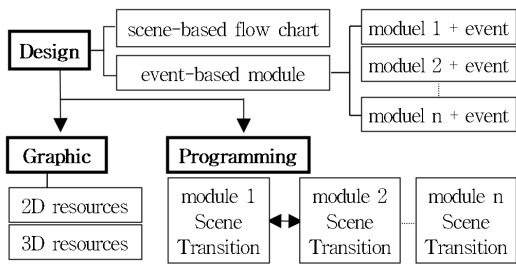 scene-based flow chart
Design
event-based module
moduel 1 + event
moduel 2 + event
moduel n + event
Graphic
2D resources
3D resources
Programming
module 1
Scene
Transition
module 2
Scene
Transition
module n
Scene
Transition